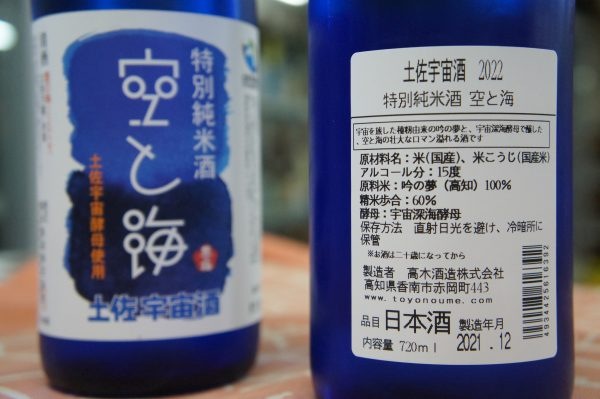 特別純米酒
空と海
土佐宇宙酵母使用
土佐宇宙酒
土佐宇宙酒 2022
特別純米酒 空と海
宇宙を旅した種籾由来の吟の夢と、宇宙深海酵母で醸した、
空と海の壮大なロマン溢れる酒です
原材料名：米(国産)、米こうじ(国産米)
アルコール分：15度
原料米：吟の夢（高知）100%
精米歩合：60%
酵母：宇宙深海酵母
保存方法　直射日光を避け、冷暗所に
保管
※お酒は二十歳になってから
製造者　高木酒造株式会社
高知県香南市赤岡町443
www.toyonoume.com
品目 日本酒 製造年月
内容量 720ml 2021.12
4934425616392